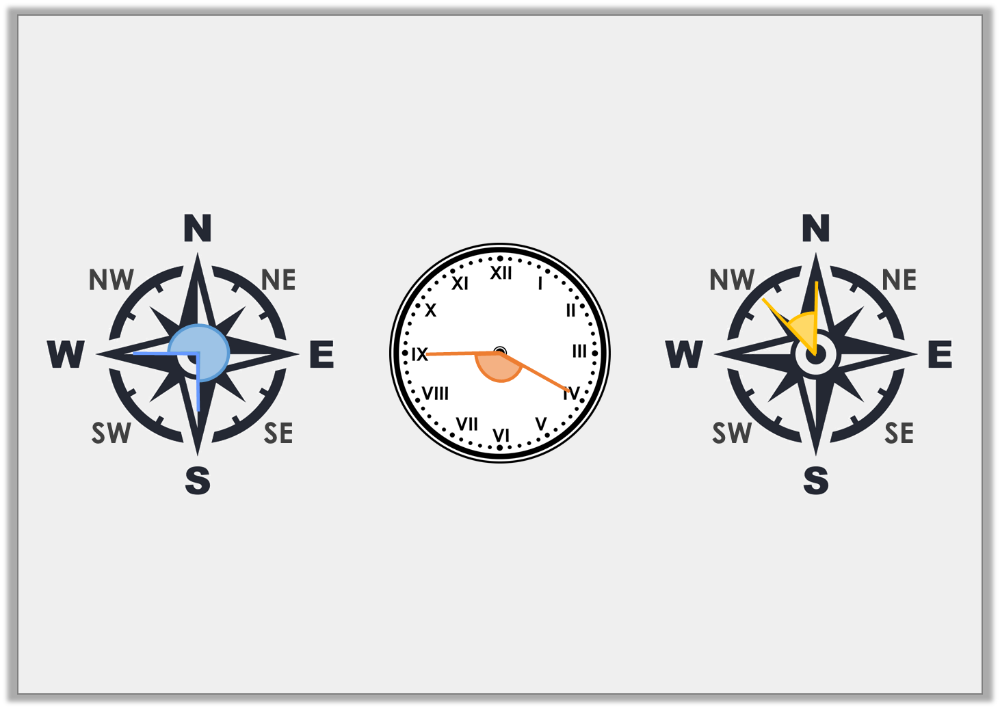 N
NW NE
W E
SW SE
S
XII
XI I
X II
IX III
VIII IV
VII V
VI
N
NW NE
W E
SW SE
S